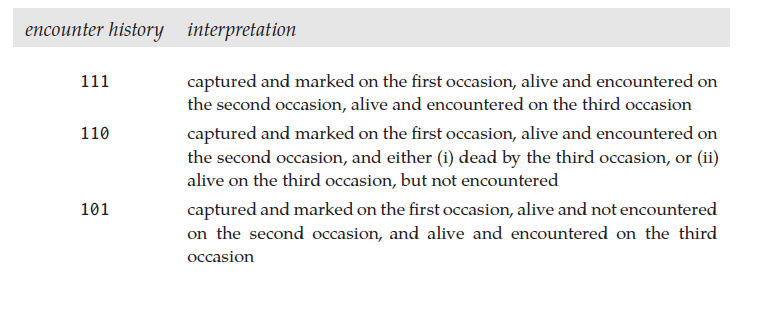 encounter history interpretation
111 captured and marked on the first occasion, alive and encountered on
the second occasion, alive and encountered on the third occasion
110 captured and marked on the first occasion, alive and encountered on
the second occasion, and either (i) dead by the third occasion, or (ii)
alive on the third occasion, but not encountered
101 captured and marked on the first occasion, alive and not encountered
on the second occasion, and alive and encountered on the third
occasion